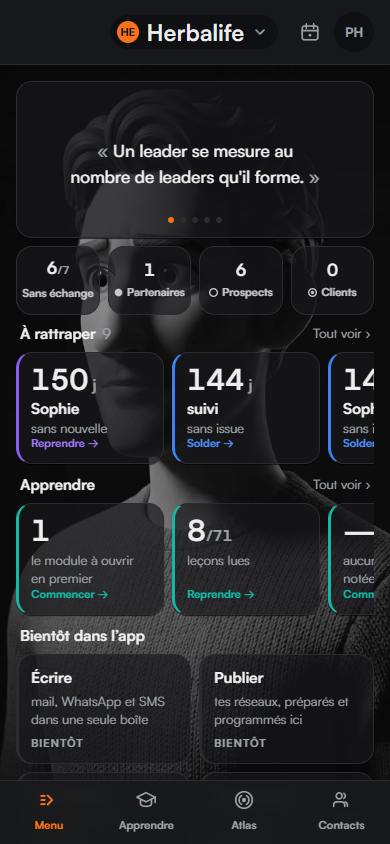 HE Herbalife PH
« Un leader se mesure au
nombre de leaders qu'il forme. »
6/7
Sans échange
1
Partenaires
6
Prospects
0
Clients
À rattraper 9
Tout voir ›
150 j
Sophie
sans nouvelle
Reprendre →
144 j
suivi
sans issue
Solder →
14
Soph
sans i
Solder
Apprendre
Tout voir ›
1
le module à ouvrir
en premier
Commencer →
8/71
leçons lues
Reprendre →
—
aucun
notée
Comm
Bientôt dans l'app
Écrire
mail, WhatsApp et SMS
dans une seule boîte
BIENTÔT
Publier
tes réseaux, préparés et
programmés ici
BIENTÔT
Menu
Apprendre
Atlas
Contacts